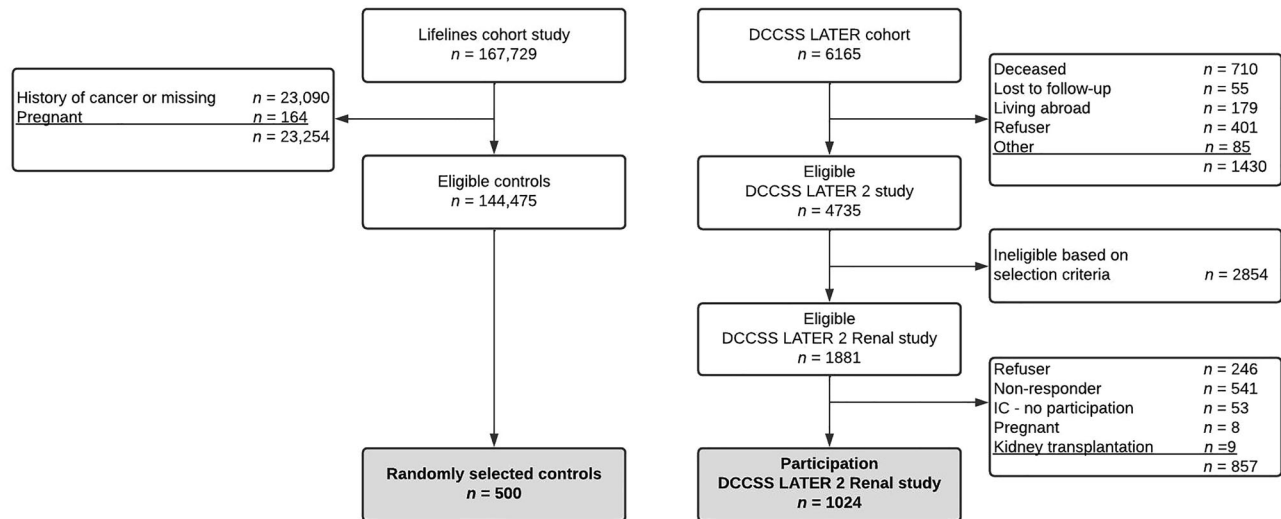 Lifelines cohort study
n = 167,729
History of cancer or missing n = 23,090
Pregnant n = 164
n = 23,254
Eligible controls
n = 144,475
Randomly selected controls
n = 500
DCCSS LATER cohort
n = 6165
Deceased n = 710
Lost to follow-up n = 55
Living abroad n = 179
Refuser n = 401
Other n = 85
n = 1430
Eligible
DCCSS LATER 2 study
n = 4735
Ineligible based on
selection criteria n = 2854
Eligible
DCCSS LATER 2 Renal study
n = 1881
Refuser n = 246
Non-responder n = 541
IC - no participation n = 53
Pregnant n = 8
Kidney transplantation n =9
n = 857
Participation
DCCSS LATER 2 Renal study
n = 1024